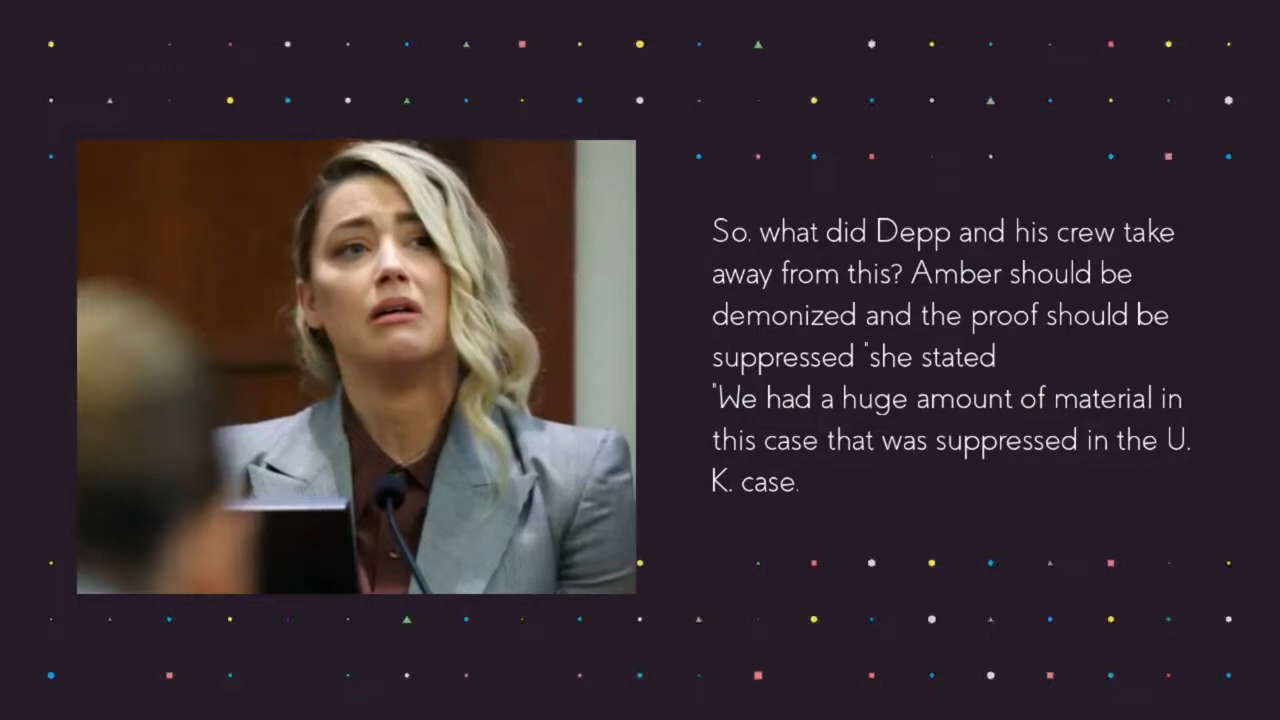 So. what did Depp and his crew take
away from this? Amber should be
demonized and the proof should be
suppressed "she stated
"We had a huge amount of material in
this case that was suppressed in the U.
K. case.